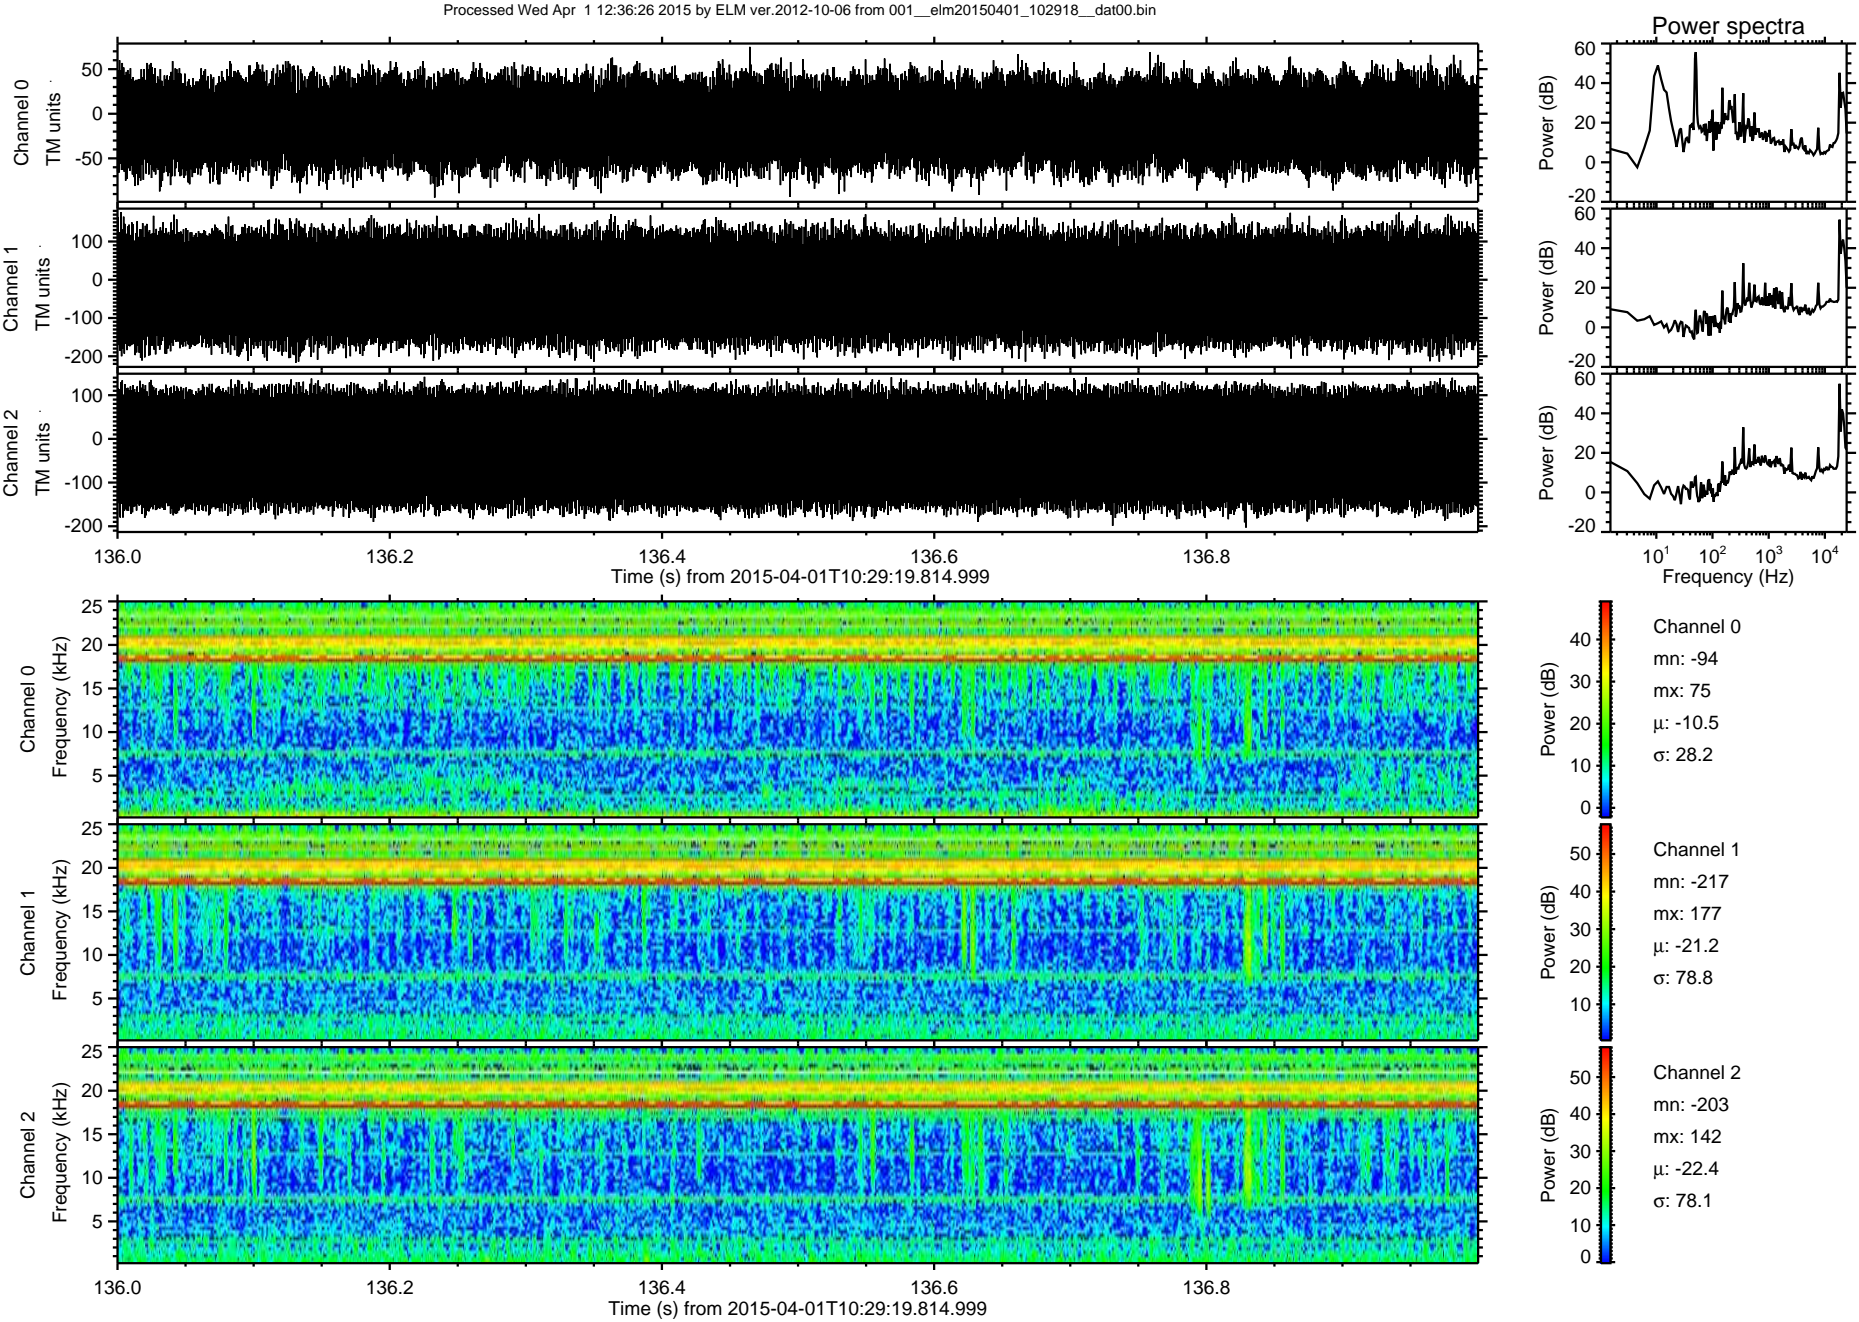 Processed Wed Apr  1 12:36:26 2015 by ELM ver.2012-10-06 from 001__elm20150401_102918__dat00.bin
Power spectra
Channel 0
TM units
50
0
-50
Power (dB)
60
40
20
0
-20
Channel 1
TM units
100
0
-100
-200
Power (dB)
60
40
20
0
-20
Channel 2
TM units
100
0
-100
-200
Power (dB)
60
40
20
0
-20
136.0 136.2 136.4 136.6 136.8
Time (s) from 2015-04-01T10:29:19.814.999
10¹ 10² 10³ 10⁴
Frequency (Hz)
Channel 0
Frequency (kHz)
25
20
15
10
5
Power (dB)
40
30
20
10
0
Channel 0
mn: -94
mx: 75
μ: -10.5
σ: 28.2
Channel 1
Frequency (kHz)
25
20
15
10
5
Power (dB)
50
40
30
20
10
Channel 1
mn: -217
mx: 177
μ: -21.2
σ: 78.8
Channel 2
Frequency (kHz)
25
20
15
10
5
Power (dB)
50
40
30
20
10
0
Channel 2
mn: -203
mx: 142
μ: -22.4
σ: 78.1
136.0 136.2 136.4 136.6 136.8
Time (s) from 2015-04-01T10:29:19.814.999